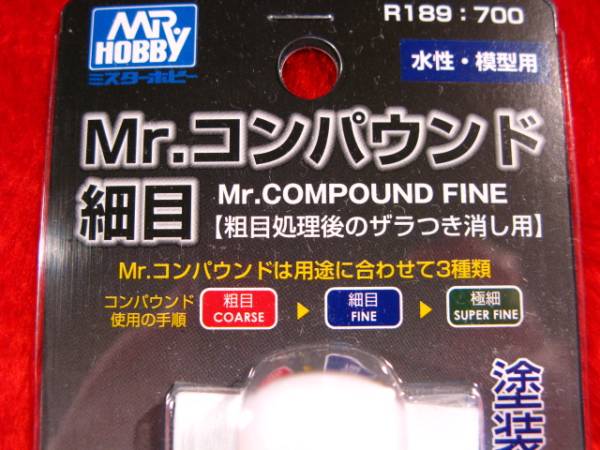 MR.
HOBBY
ミスターホビー
R189:700
水性・模型用
Mr.コンパウンド
細目 Mr.COMPOUND FINE
【粗目処理後のザラつき消し用】
Mr.コンパウンドは用途に合わせて3種類
コンパウンド
使用の手順
粗目
COARSE
細目
FINE
極細
SUPER FINE
塗装